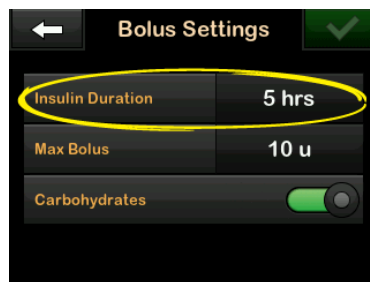 Bolus Settings
Insulin Duration 5 hrs
Max Bolus 10 u
Carbohydrates